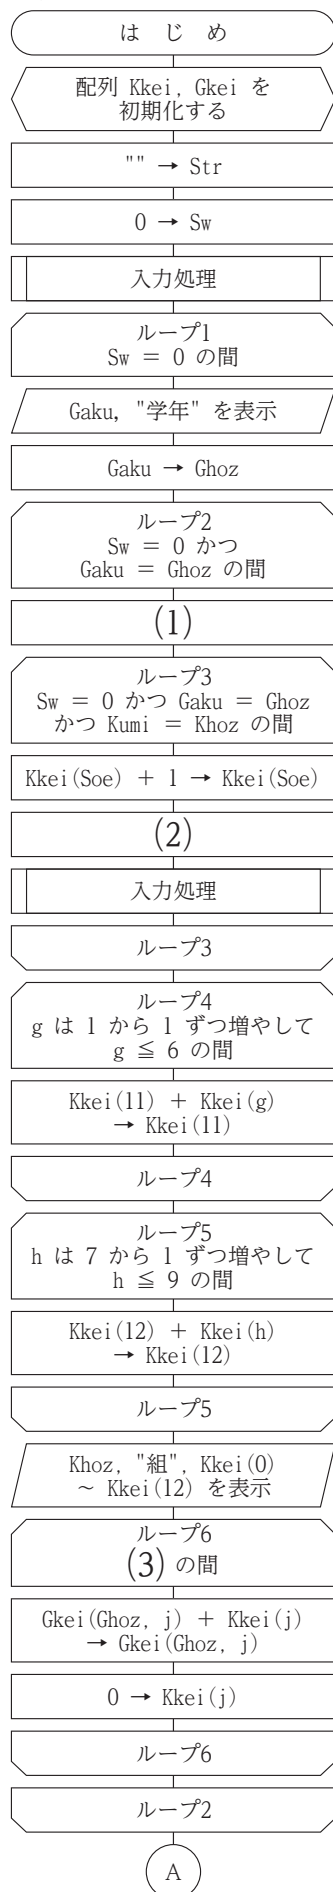 は じ め
配列 Kkei, Gkei を
初期化する
"" → Str
0 → Sw
入力処理
ループ1
Sw = 0 の間
Gaku, "学年" を表示
Gaku → Ghoz
ループ2
Sw = 0 かつ
Gaku = Ghoz の間
(1)
ループ3
Sw = 0 かつ Gaku = Ghoz
かつ Kumi = Khoz の間
Kkei(Soe) + 1 → Kkei(Soe)
(2)
入力処理
ループ3
ループ4
g は 1 から 1 ずつ増やして
g ≦ 6 の間
Kkei(11) + Kkei(g)
→ Kkei(11)
ループ4
ループ5
h は 7 から 1 ずつ増やして
h ≦ 9 の間
Kkei(12) + Kkei(h)
→ Kkei(12)
ループ5
Khoz, "組", Kkei(0)
～ Kkei(12) を表示
ループ6
(3) の間
Gkei(Ghoz, j) + Kkei(j)
→ Gkei(Ghoz, j)
0 → Kkei(j)
ループ6
ループ2
A